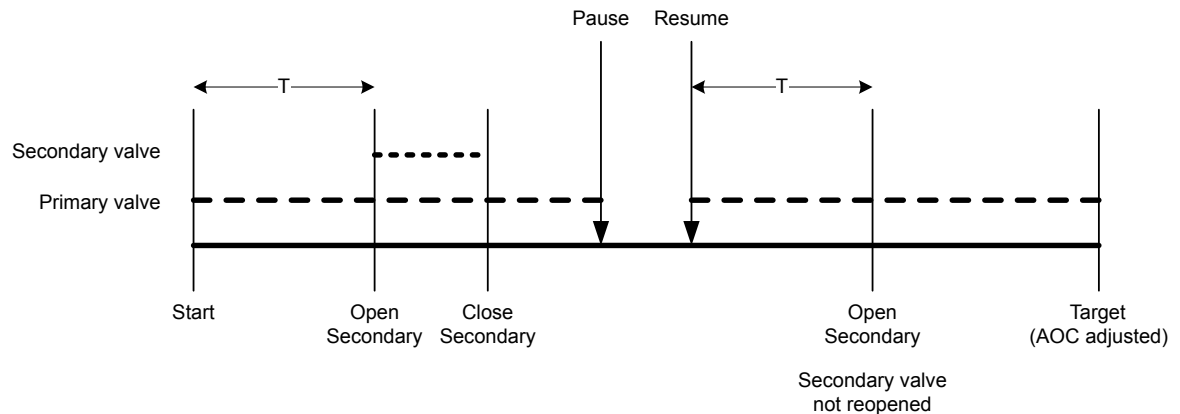 Pause
Resume
T
T
Secondary valve
Primary valve
Start
Open
Secondary
Close
Secondary
Open
Secondary
Secondary valve
not reopened
Target
(AOC adjusted)